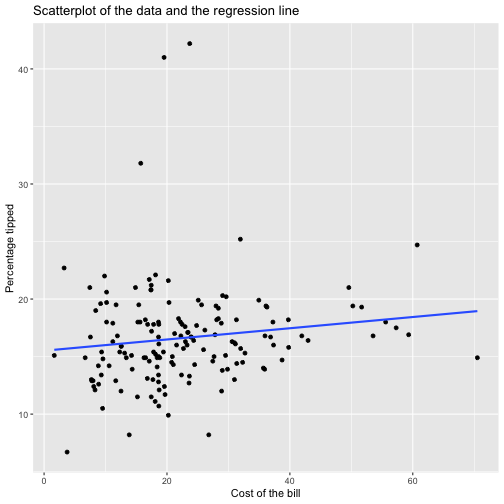 Scatterplot of the data and the regression line
40
30
20
10
Percentage tipped
0
20
40
60
Cost of the bill